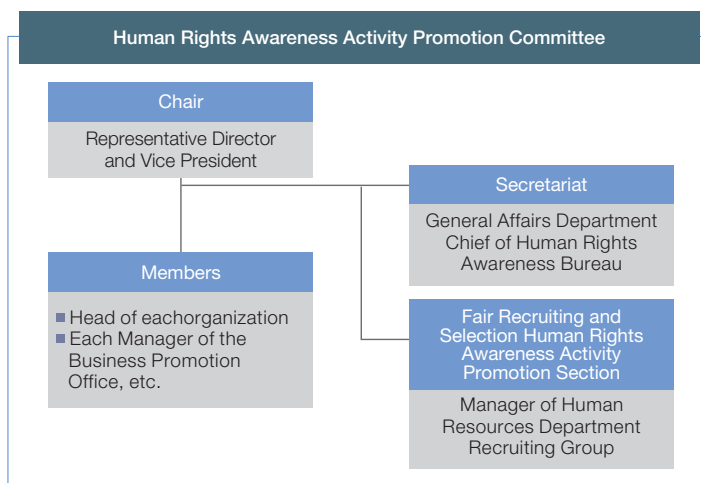 Human Rights Awareness Activity Promotion Committee
Chair
Representative Director
and Vice President
Secretariat
General Affairs Department
Chief of Human Rights
Awareness Bureau
Members
Head of eachorganization
Each Manager of the
Business Promotion
Office, etc.
Fair Recruiting and
Selection Human Rights
Awareness Activity
Promotion Section
Manager of Human
Resources Department
Recruiting Group